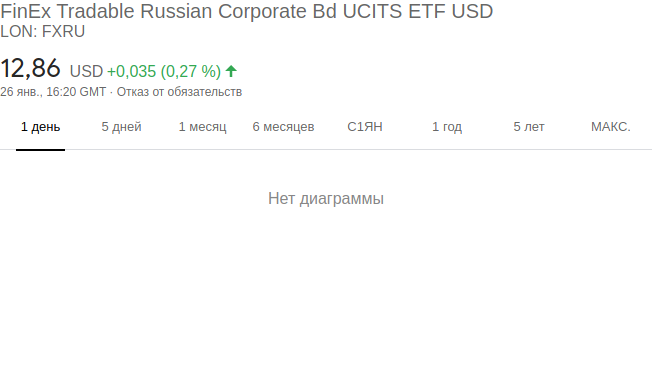 FinEx Tradable Russian Corporate Bd UCITS ETF USD
LON: FXRU
12,86 USD +0,035 (0,27 %)
26 янв., 16:20 GMT · Отказ от обязательств
1 день 5 дней 1 месяц 6 месяцев С1ЯН 1 год 5 лет МАКС.
Нет диаграммы